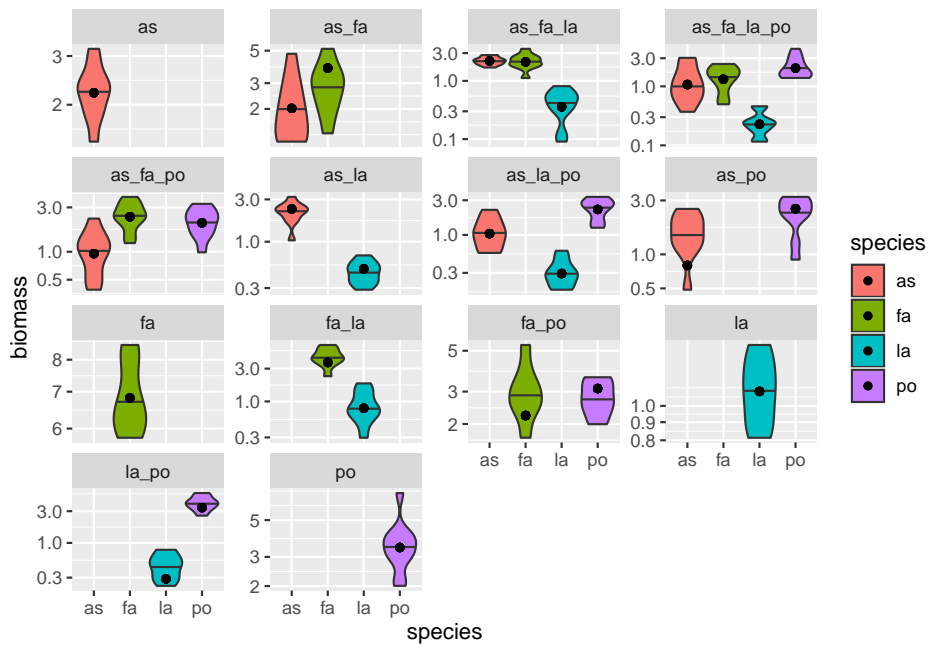 as
as_fa
as_fa_la
as_fa_la_po
3
2
5
3
2
3.0
1.0
0.3
0.1
3.0
1.0
0.3
0.1
as_fa_po
as_la
as_la_po
as_po
3.0
1.0
0.5
3.0
1.0
0.3
3.0
1.0
0.3
3.0
1.0
0.5
fa
fa_la
fa_po
la
8
7
6
3.0
1.0
0.3
5
3
2
1.0
0.9
0.8
as fa la po
as fa la po
la_po
po
3.0
1.0
0.3
5
3
2
as fa la po
as fa la po
species
biomass
species
as
fa
la
po